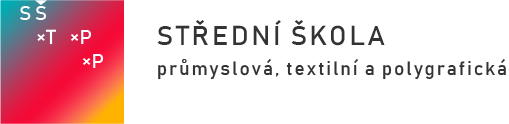 SŠ
×T ×P
×P
STŘEDNÍ ŠKOLA
průmyslová, textilní a polygrafická